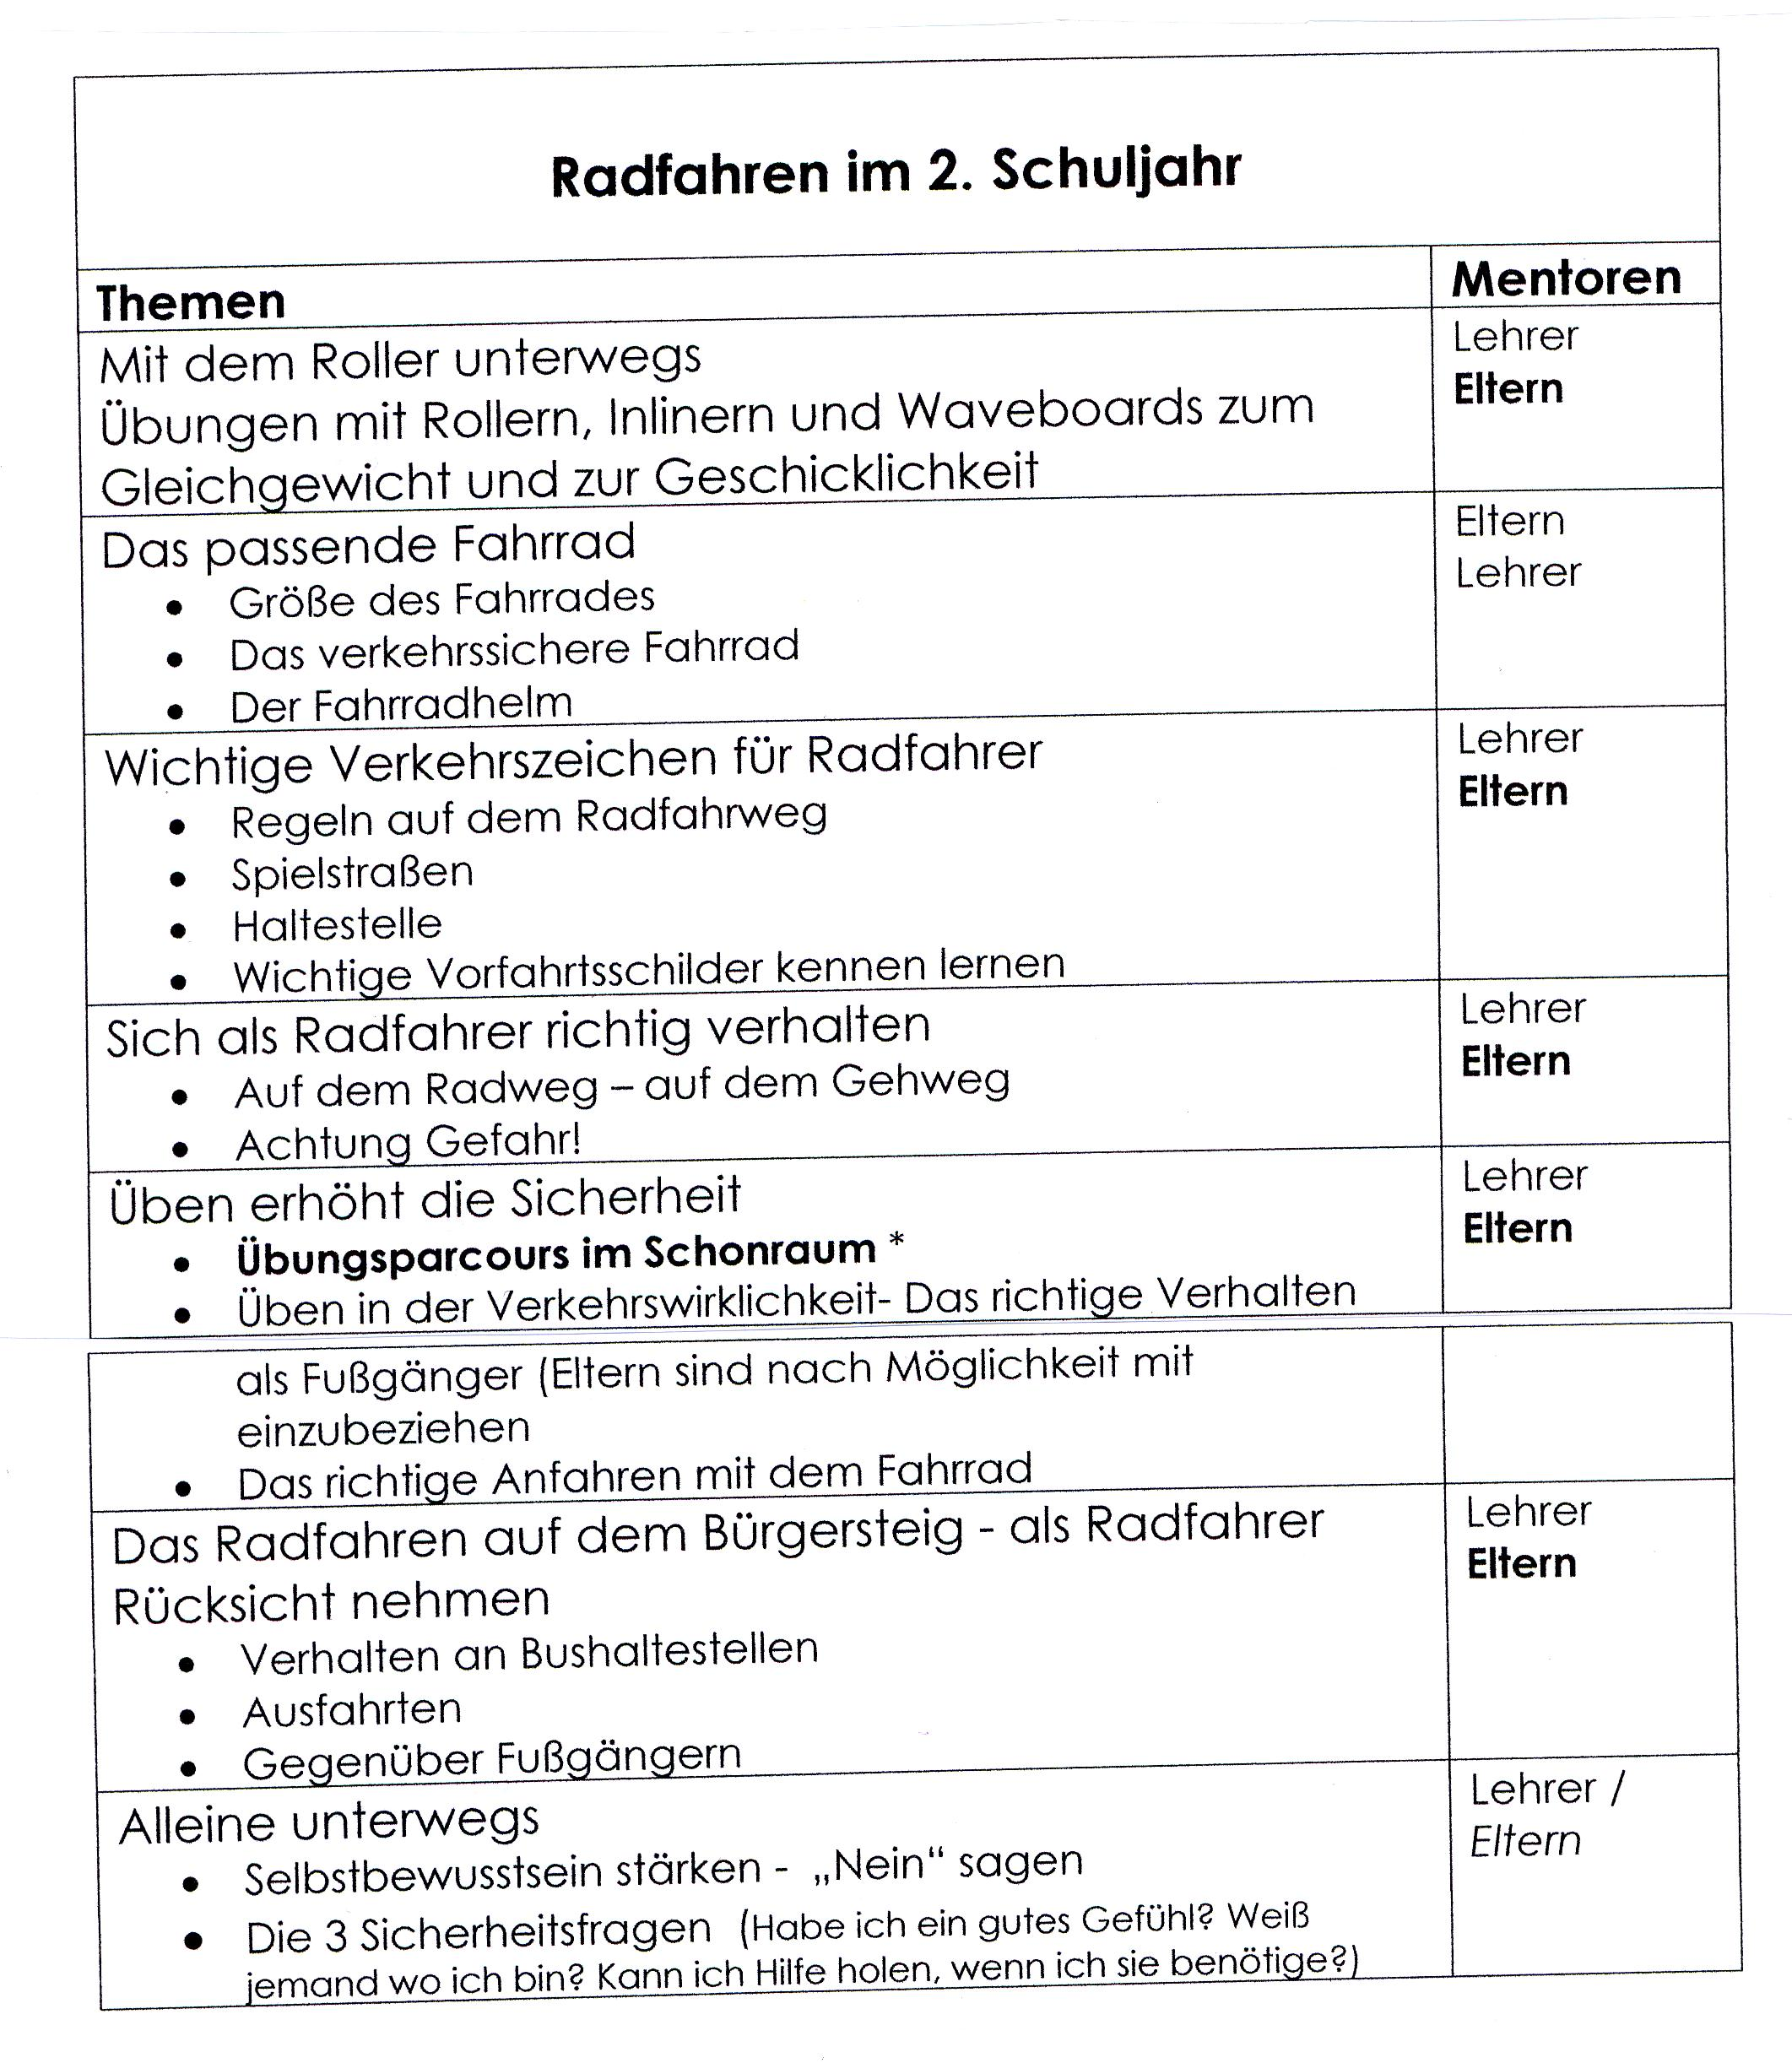 Radfahren im 2. Schuljahr
Themen
Mentoren
Mit dem Roller unterwegs
Übungen mit Rollern, Inlinern und Waveboards zum
Gleichgewicht und zur Geschicklichkeit
Lehrer
Eltern
Das passende Fahrrad
• Größe des Fahrrades
• Das verkehrssichere Fahrrad
• Der Fahrradhelm
Eltern
Lehrer
Wichtige Verkehrszeichen für Radfahrer
• Regeln auf dem Radfahrweg
• Spielstraßen
• Haltestelle
• Wichtige Vorfahrtsschilder kennen lernen
Lehrer
Eltern
Sich als Radfahrer richtig verhalten
• Auf dem Radweg – auf dem Gehweg
• Achtung Gefahr!
Lehrer
Eltern
Üben erhöht die Sicherheit
• Übungsparcours im Schonraum *
• Üben in der Verkehrswirklichkeit- Das richtige Verhalten
Lehrer
Eltern
als Fußgänger (Eltern sind nach Möglichkeit mit
einzubeziehen
• Das richtige Anfahren mit dem Fahrrad
Das Radfahren auf dem Bürgersteig - als Radfahrer
Rücksicht nehmen
• Verhalten an Bushaltestellen
• Ausfahrten
• Gegenüber Fußgängern
Lehrer
Eltern
Alleine unterwegs
• Selbstbewusstsein stärken - „Nein“ sagen
• Die 3 Sicherheitsfragen (Habe ich ein gutes Gefühl? Weiß
jemand wo ich bin? Kann ich Hilfe holen, wenn ich sie benötige?)
Lehrer /
Eltern